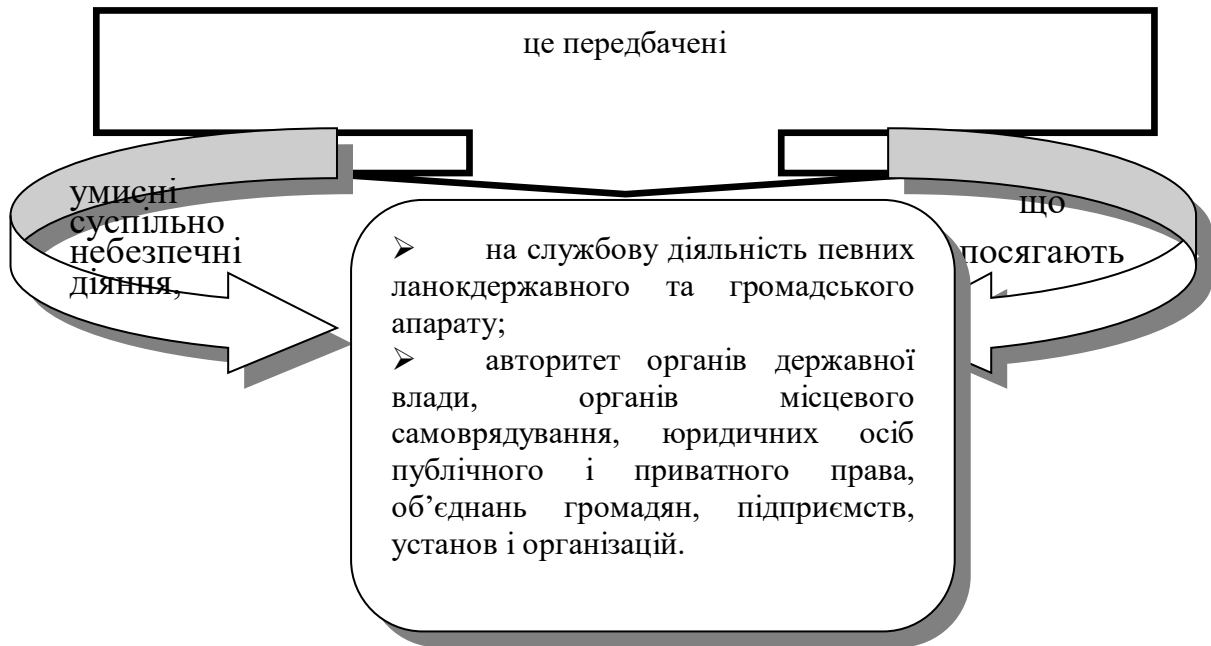 це передбачені
умисні
суспільно
небезпечні
діяння,
що
посягають
➢ на службову діяльність певних
ланокдержавного та громадського
апарату;
➢ авторитет органів державної
влади, органів місцевого
самоврядування, юридичних осіб
публічного і приватного права,
об’єднань громадян, підприємств,
установ і організацій.